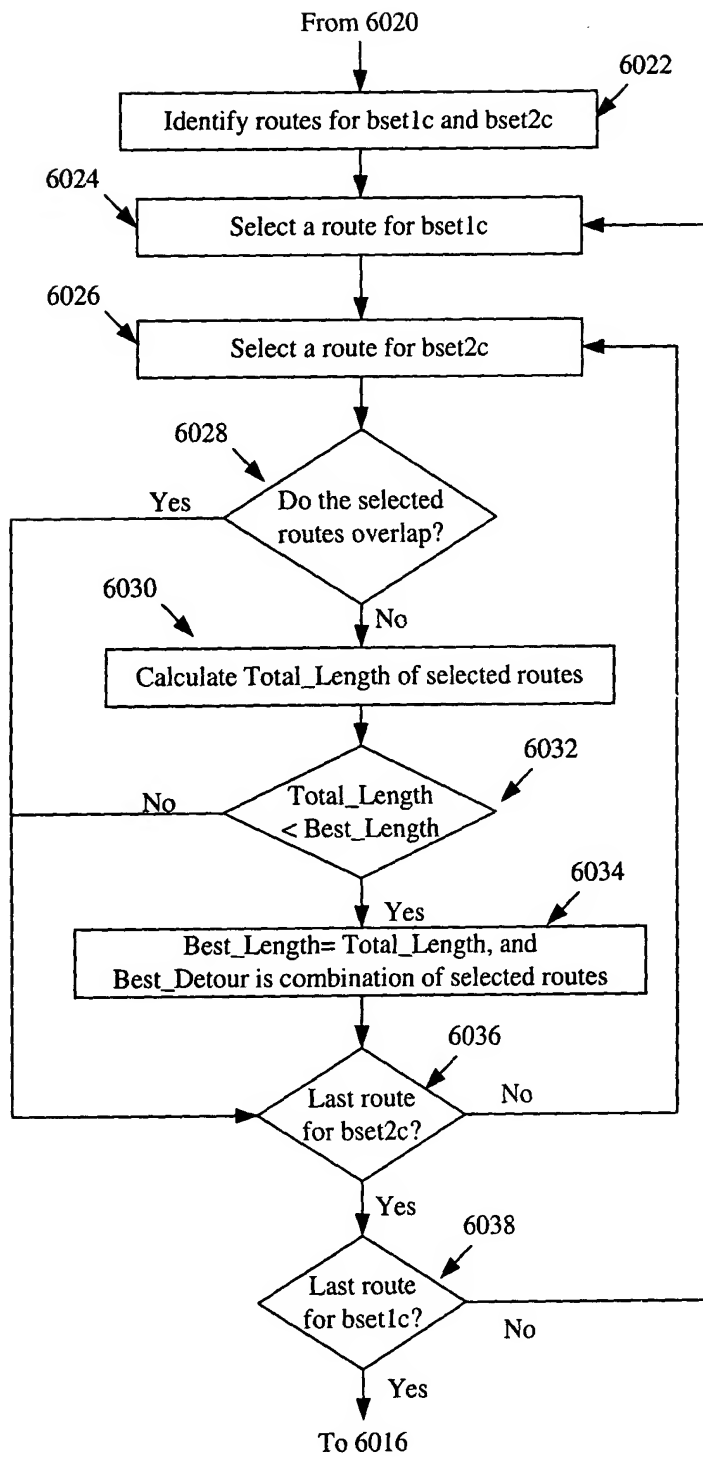 From 6020
6022
Identify routes for bset1c and bset2c
6024
Select a route for bset1c
6026
Select a route for bset2c
6028
Yes
Do the selected
routes overlap?
6030
No
Calculate Total_Length of selected routes
6032
No
Total_Length
< Best_Length
6034
Yes
Best_Length= Total_Length, and
Best_Detour is combination of selected routes
6036
Last route
for bset2c?
No
Yes
6038
Last route
for bset1c?
No
Yes
To 6016